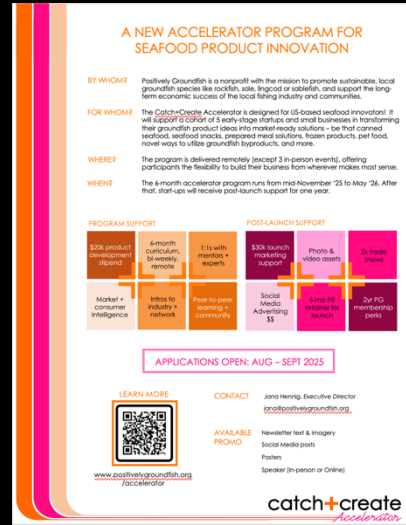 A NEW ACCELERATOR PROGRAM FOR
SEAFOOD PRODUCT INNOVATION
BY WHOM?
Positively Groundfish is a nonprofit with the mission to promote sustainable, local
groundfish species like rockfish, sole, lingcod or sablefish, and support the long-
term economic success of the local fishing industry and communities.
FOR WHOM?
The Catch+Create Accelerator is designed for US-based seafood innovators! It
will support a cohort of 5 early-stage startups and small businesses in transforming
their groundfish product ideas into market-ready solutions – be that canned
seafood, seafood snacks, prepared meal solutions, frozen products, pet food,
novel ways to utilize groundfish byproducts, and more.
WHERE?
The program is delivered remotely (except 3 in-person events), offering
participants the flexibility to build their business from wherever makes most sense.
WHEN?
The 6-month accelerator program runs from mid-November '25 to May '26. After
that, start-ups will receive post-launch support for one year.
PROGRAM SUPPORT
$20k product
development
stipend
6-month
curriculum,
bi-weekly,
remote
1:1s with
mentors +
experts
Market +
consumer
intelligence
Intros to
industry +
network
Peer-to-peer
learning +
community
POST-LAUNCH SUPPORT
$30k launch
marketing
support
Photo &
video assets
2x trade
shows
Social
Media
Advertising
$$
6-mo PR
retainer for
launch
2yr PG
membership
perks
APPLICATIONS OPEN: AUG – SEPT 2025
LEARN MORE
www.positivelygroundfish.org
/accelerator
CONTACT
Jana Hennig, Executive Director
jana@positivelygroundfish.org
AVAILABLE
PROMO
Newsletter text & imagery
Social Media posts
Posters
Speaker (In-person or Online)
catch+create
Accelerator